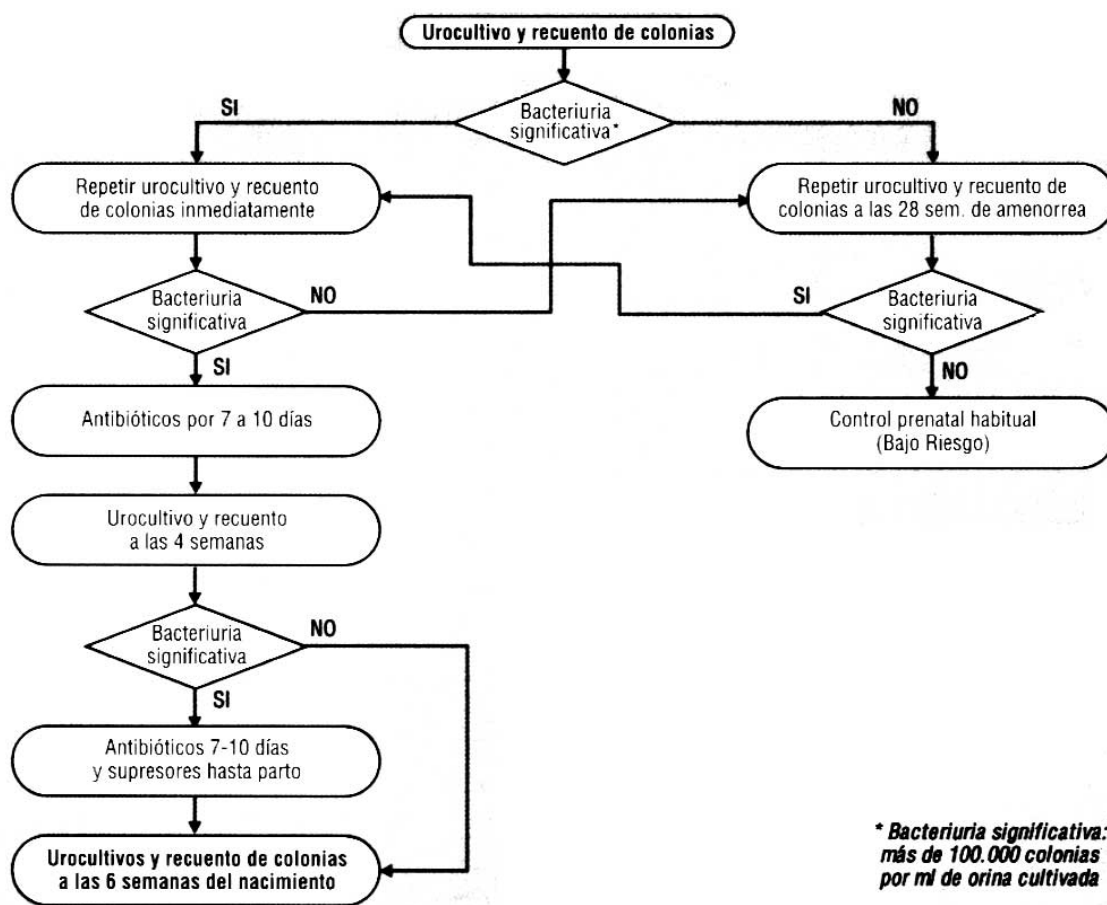 Urocultivo y recuento de colonias
SI
Bacteriuria
significativa*
NO
Repetir urocultivo y recuento
de colonias inmediatamente
Repetir urocultivo y recuento de
colonias a las 28 sem. de amenorrea
Bacteriuria
significativa
NO
SI
Bacteriuria
significativa
SI
NO
Antibióticos por 7 a 10 días
Control prenatal habitual
(Bajo Riesgo)
Urocultivo y recuento
a las 4 semanas
Bacteriuria
significativa
NO
SI
Antibióticos 7-10 días
y supresores hasta parto
Urocultivos y recuento de colonias
a las 6 semanas del nacimiento
* Bacteriuria significativa:
más de 100.000 colonias
por ml de orina cultivada